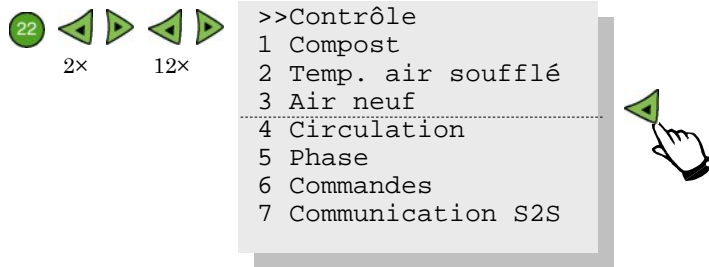 22
2× 12×
>>Contrôle
1 Compost
2 Temp. air soufflé
3 Air neuf
4 Circulation
5 Phase
6 Commandes
7 Communication S2S